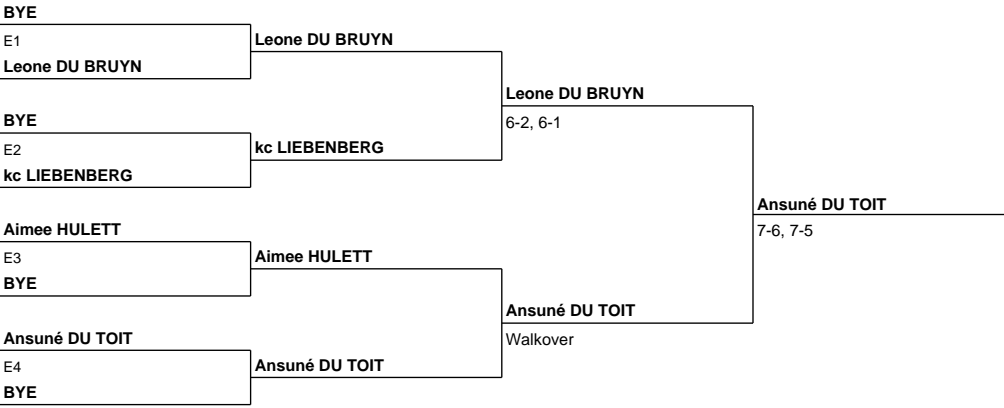 BYE
E1
Leone DU BRUYN
BYE
E2
kc LIEBENBERG
Aimee HULETT
E3
BYE
Ansuné DU TOIT
E4
BYE
Leone DU BRUYN
kc LIEBENBERG
Aimee HULETT
Ansuné DU TOIT
Leone DU BRUYN
6-2, 6-1
Ansuné DU TOIT
Walkover
Ansuné DU TOIT
7-6, 7-5